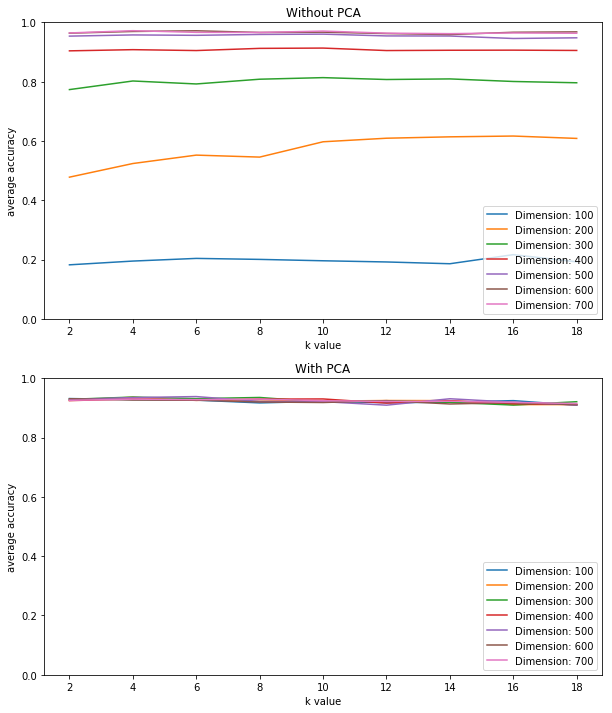 Without PCA
1.0
0.8
0.6
0.4
0.2
0.0
average accuracy
2 4 6 8 10 12 14 16 18
k value
Dimension: 100
Dimension: 200
Dimension: 300
Dimension: 400
Dimension: 500
Dimension: 600
Dimension: 700
With PCA
1.0
0.8
0.6
0.4
0.2
0.0
average accuracy
2 4 6 8 10 12 14 16 18
k value
Dimension: 100
Dimension: 200
Dimension: 300
Dimension: 400
Dimension: 500
Dimension: 600
Dimension: 700